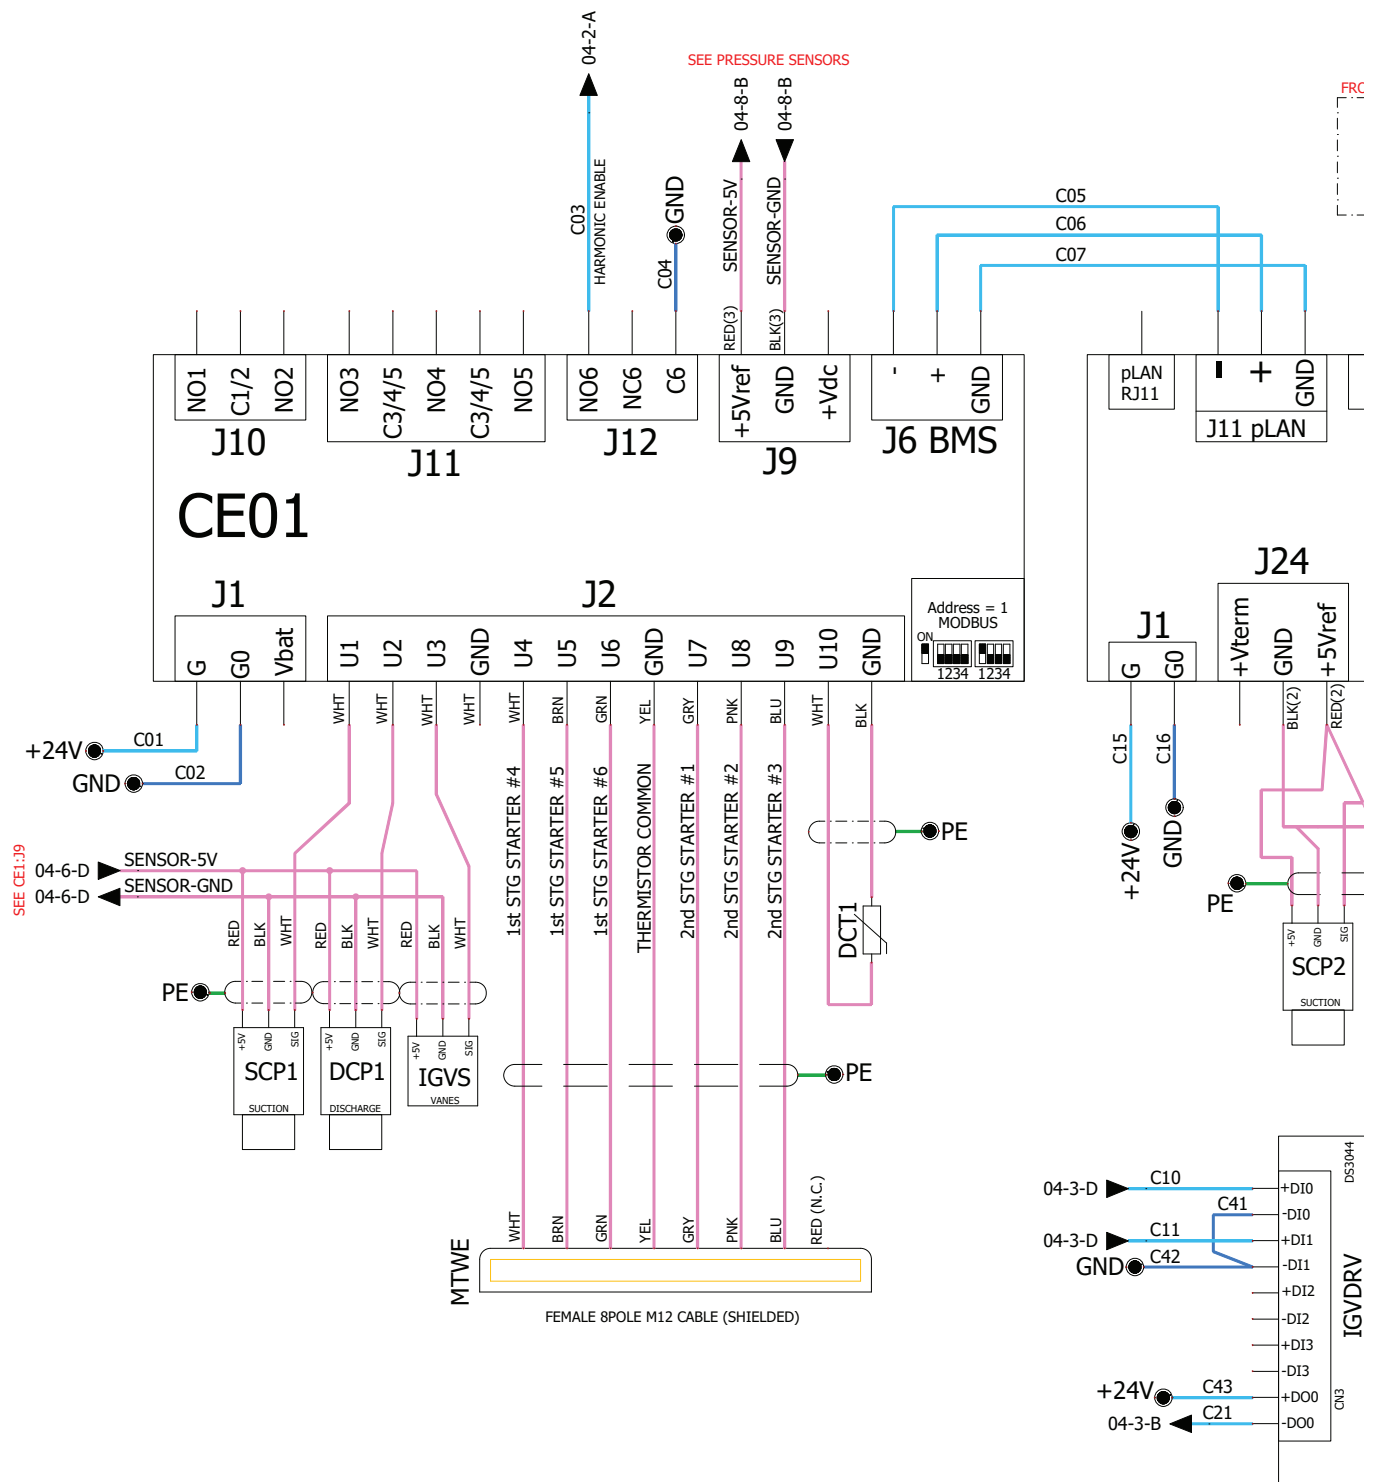 04-2-A
SEE PRESSURE SENSORS
04-8-B
04-8-B
FRO
C03
HARMONIC ENABLE
GND
C04
SENSOR-5V
SENSOR-GND
RED(3)
BLK(3)
C05
C06
C07
NO1
C1/2
NO2
J10
NO3
C3/4/5
NO4
C3/4/5
NO5
J11
NO6
NC6
C6
J12
+5Vref
GND
+Vdc
J9
-
+
GND
J6 BMS
pLAN
RJ11
-
+
GND
J11 pLAN
CE01
J1
G
G0
Vbat
J2
U1
U2
U3
GND
U4
U5
U6
GND
U7
U8
U9
U10
GND
Address = 1
MODBUS
ON
1234
1234
J1
G
G0
J24
+Vterm
GND
+5Vref
BLK(2)
RED(2)
+24V
C01
GND
C02
WHT
WHT
WHT
WHT
WHT
BRN
GRN
YEL
GRY
PNK
BLU
WHT
BLK
1st STG STARTER #4
1st STG STARTER #5
1st STG STARTER #6
THERMISTOR COMMON
2nd STG STARTER #1
2nd STG STARTER #2
2nd STG STARTER #3
PE
DCT1
C15
C16
+24V
GND
SEE CE1:J9
04-6-D
SENSOR-5V
04-6-D
SENSOR-GND
RED
BLK
WHT
RED
BLK
WHT
RED
BLK
WHT
PE
+5V
GND
SIG
SCP1
SUCTION
+5V
GND
SIG
DCP1
DISCHARGE
+5V
GND
SIG
IGVS
VANES
PE
PE
+5V
GND
SIG
SCP2
SUCTION
WHT
BRN
GRN
YEL
GRY
PNK
BLU
RED (N.C.)
MTWE
FEMALE 8POLE M12 CABLE (SHIELDED)
DS3044
04-3-D
C10
+DI0
C41
-DI0
04-3-D
C11
+DI1
GND
C42
-DI1
+DI2
-DI2
+DI3
-DI3
+24V
C43
+DO0
04-3-B
C21
-DO0
CN3
IGVDRV